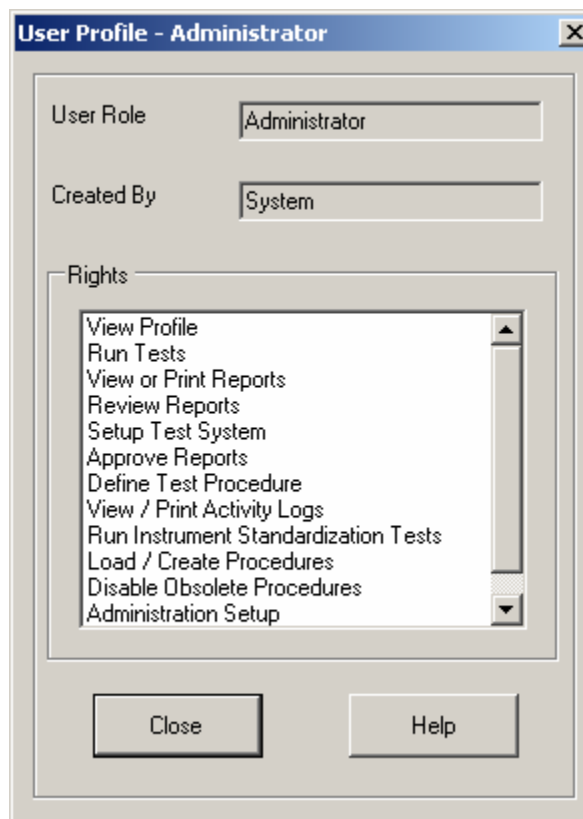 User Profile - Administrator
User Role
Administrator
Created By
System
Rights
View Profile
Run Tests
View or Print Reports
Review Reports
Setup Test System
Approve Reports
Define Test Procedure
View / Print Activity Logs
Run Instrument Standardization Tests
Load / Create Procedures
Disable Obsolete Procedures
Administration Setup
Close
Help